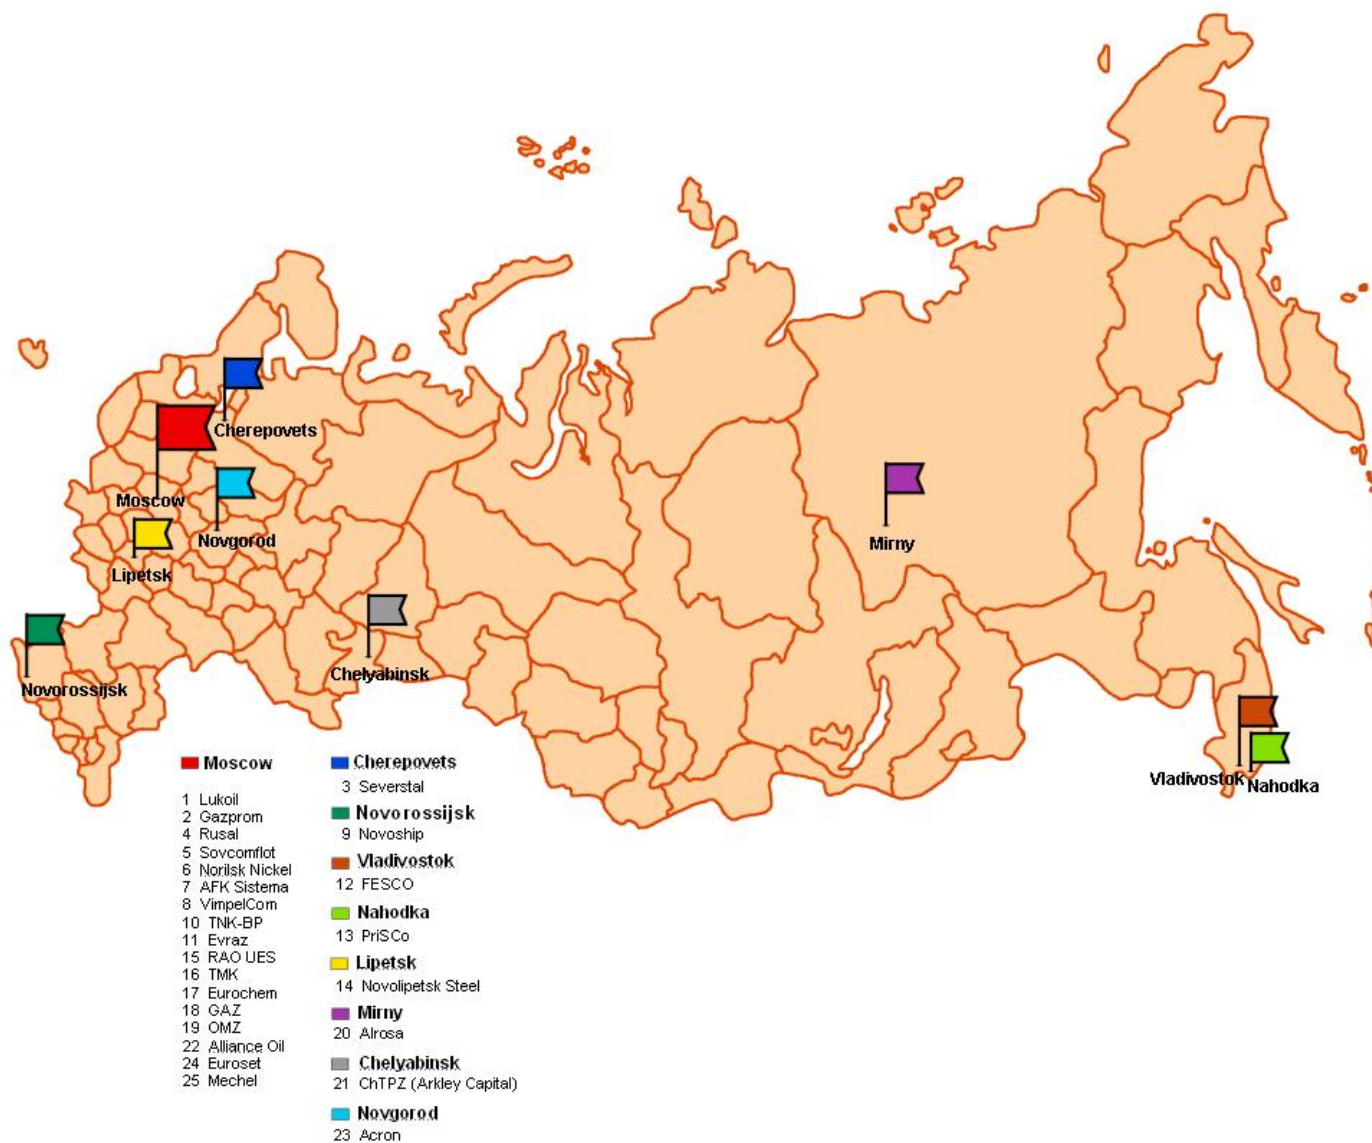 Cherepovets
Moscow
Novgorod
Lipetsk
Mirny
Chelyabinsk
Novorossijsk
Vladivostok
Nahodka
Moscow
1 Lukoil
2 Gazprom
4 Rusal
5 Sovcomflot
6 Norilsk Nickel
7 AFK Sistema
8 VimpelCom
10 TNK-BP
11 Evraz
15 RAO UES
16 TMK
17 Eurochem
18 GAZ
19 OMZ
22 Alliance Oil
24 Euroset
25 Mechel
Cherepovets
3 Severstal
Novorossijsk
9 Novoship
Vladivostok
12 FESCO
Nahodka
13 PriSCo
Lipetsk
14 Novolipetsk Steel
Mirny
20 Alrosa
Chelyabinsk
21 ChTPZ (Arkley Capital)
Novgorod
23 Acron